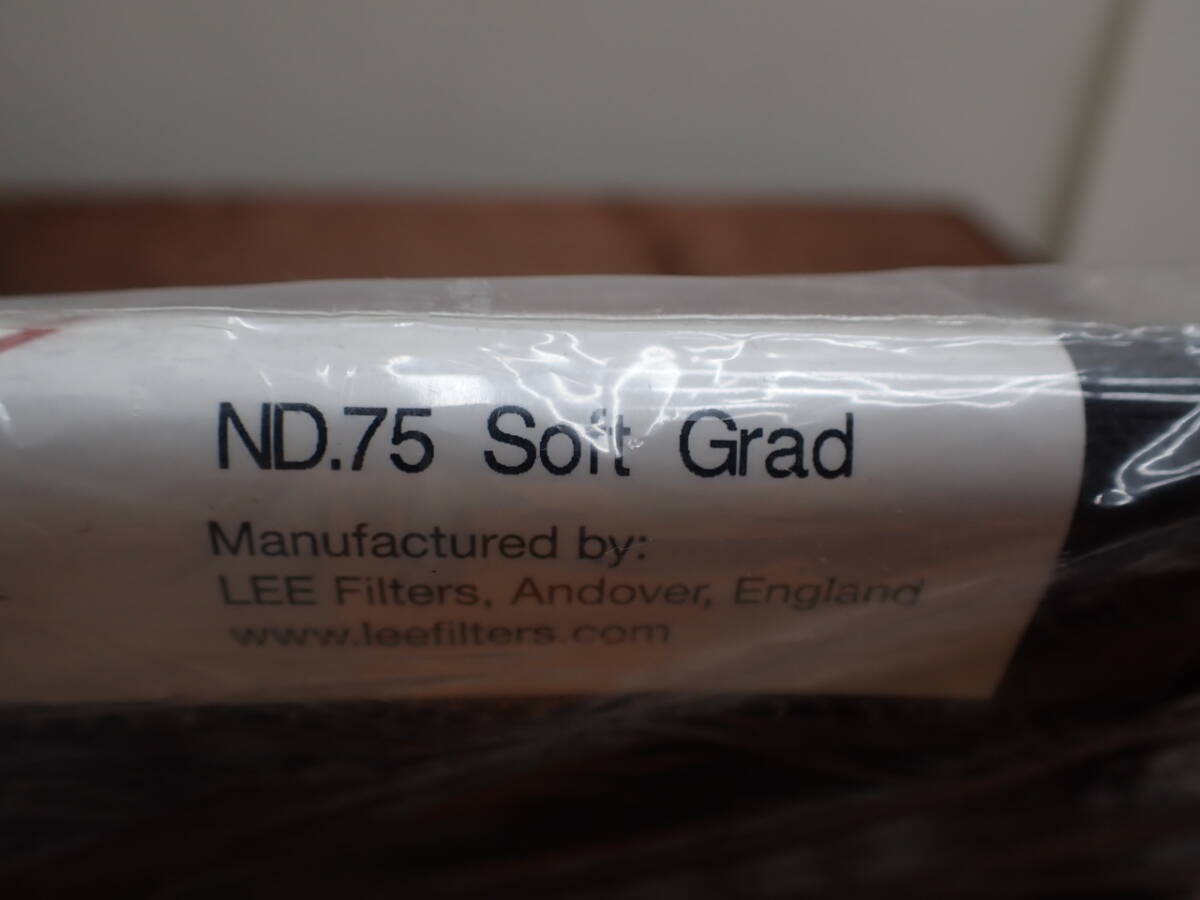 ND.75 Soft Grad
Manufactured by:
LEE Filters, Andover, England
www.leefilters.com